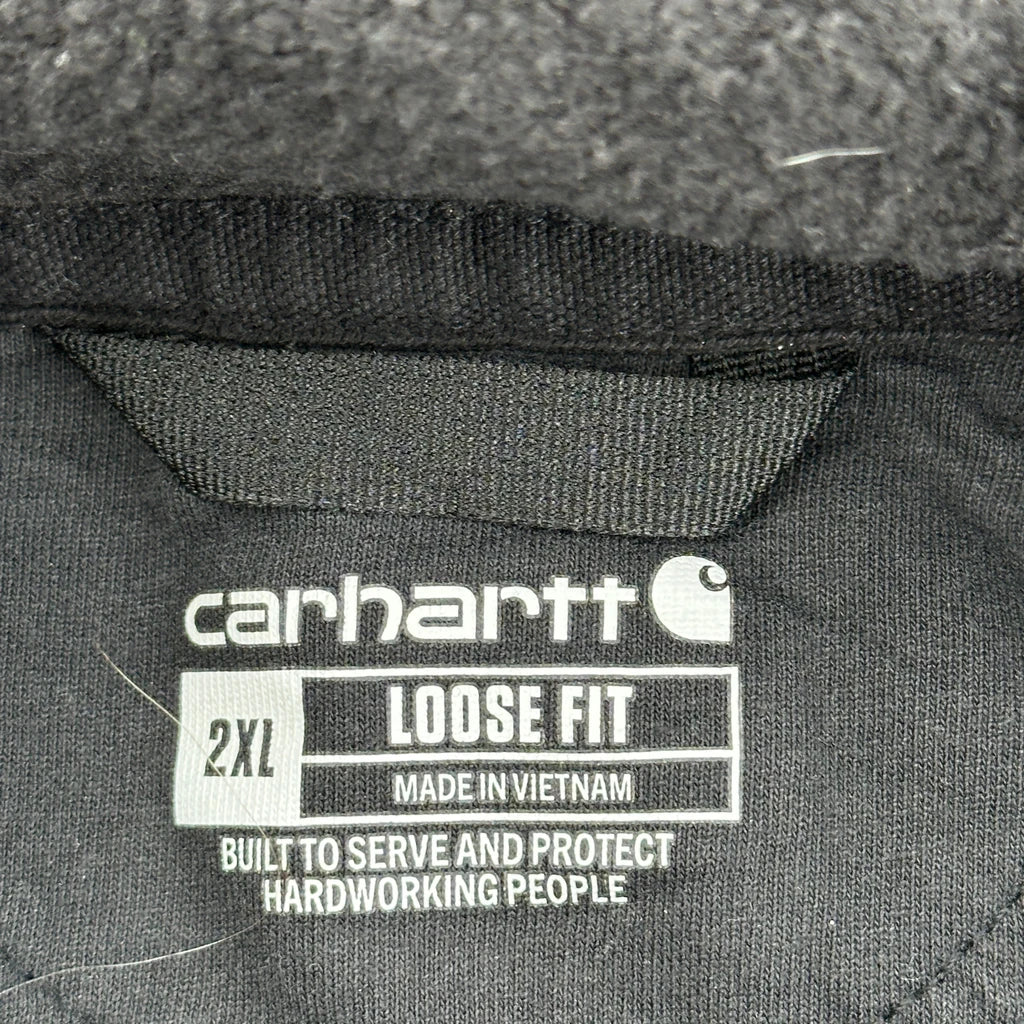 carhartt
2XL
LOOSE FIT
MADE IN VIETNAM
BUILT TO SERVE AND PROTECT
HARDWORKING PEOPLE